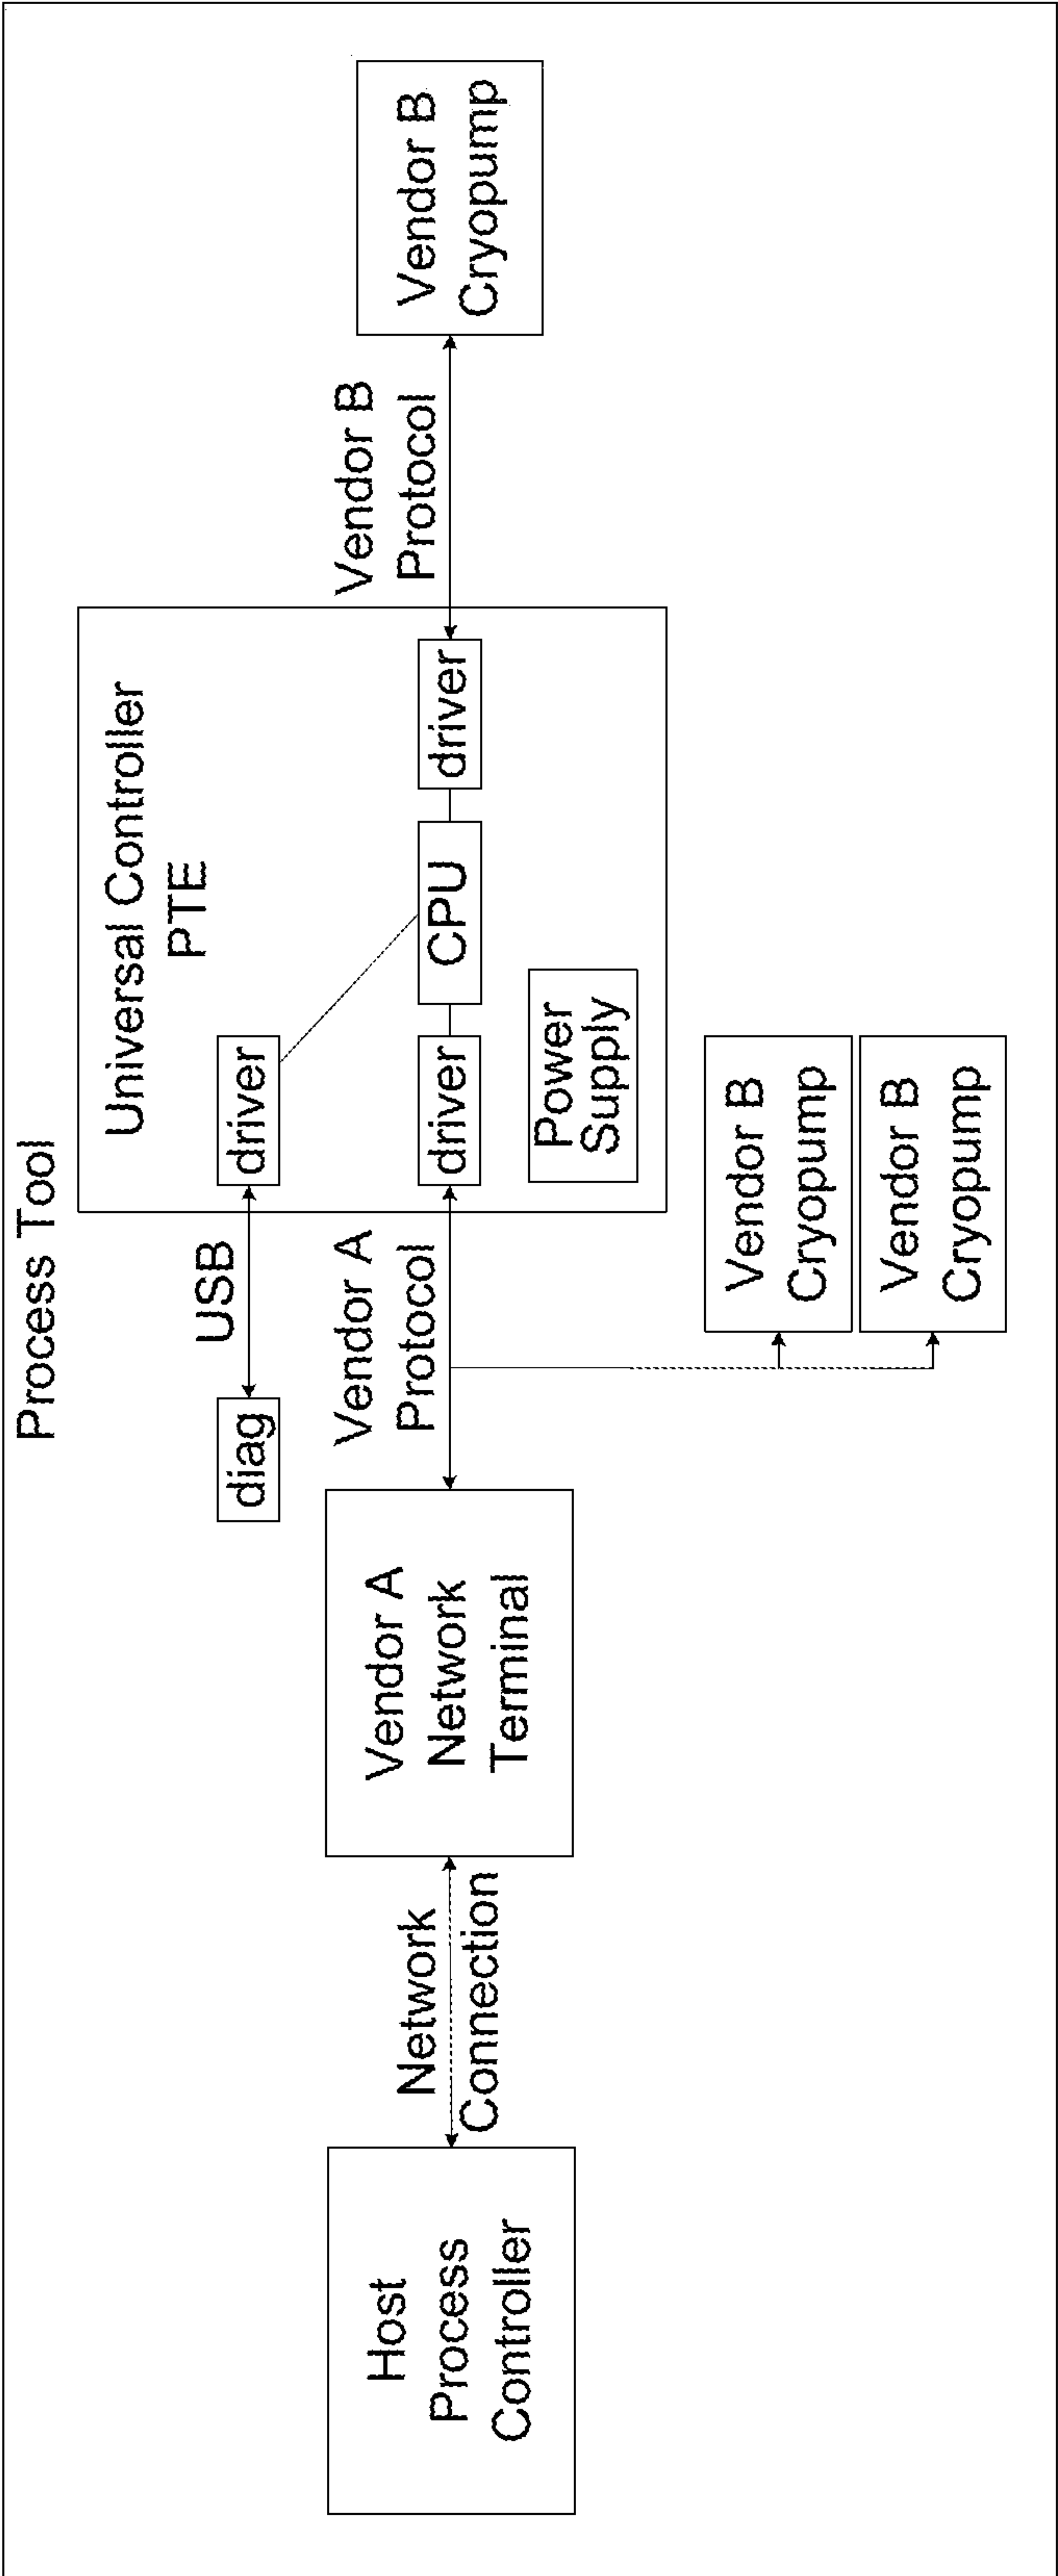 Process Tool
Universal Controller
PTE
USB
diag
driver
Host
Process
Controller
Network
Connection
Vendor A
Network
Terminal
Vendor A
Protocol
driver
CPU
driver
Vendor B
Protocol
Vendor B
Cryopump
Power
Supply
Vendor B
Cryopump
Vendor B
Cryopump